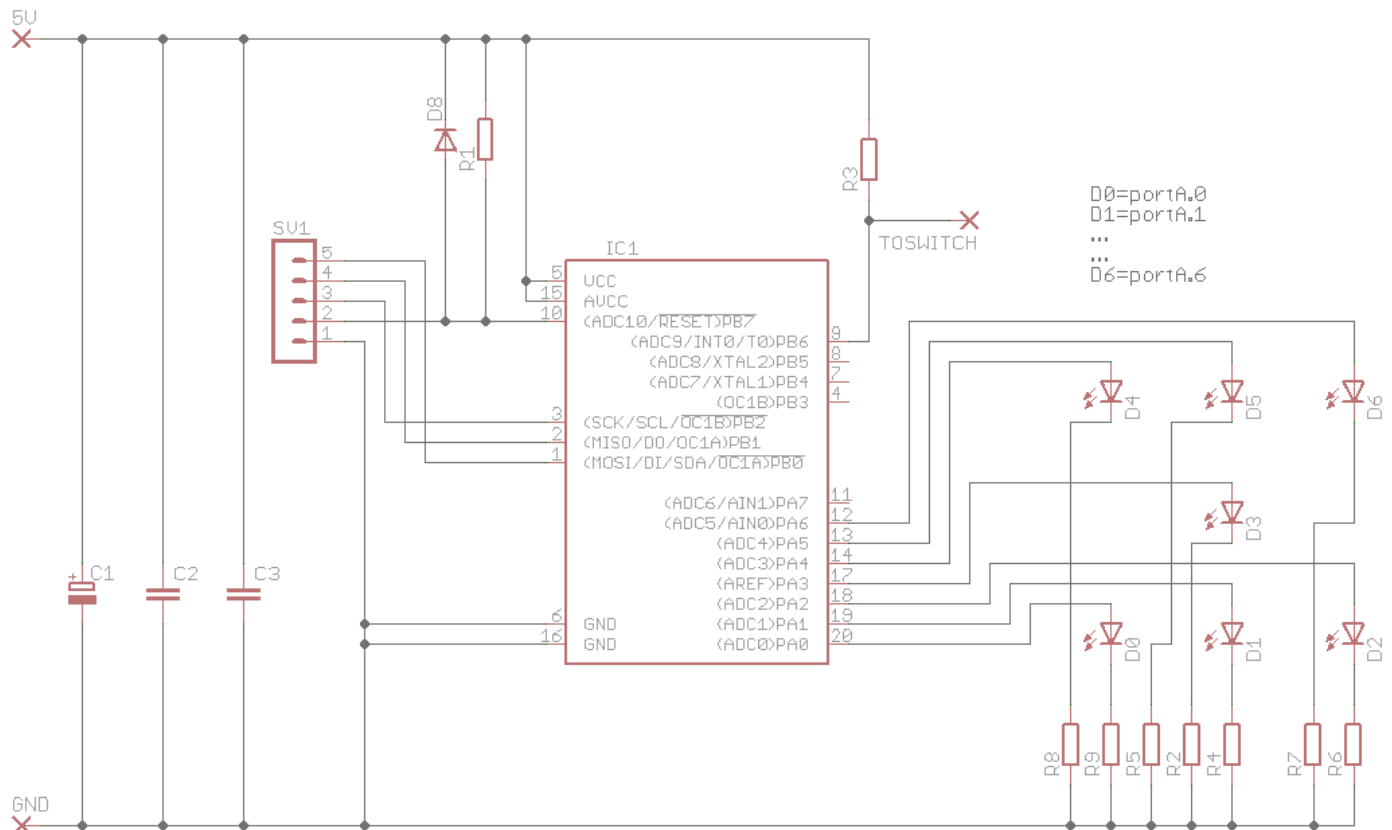 5V
D8
R1
R3
D0=portA.0
D1=portA.1
...
...
D6=portA.6
TOSWITCH
SV1
5
4
3
2
1
IC1
5 VCC
15 AVCC
10 (ADC10/RESET)PB7
(ADC9/INT0/T0)PB6 9
(ADC8/XTAL2)PB5 8
(ADC7/XTAL1)PB4 7
(OC1B)PB3 4
3 (SCK/SCL/OC1B)PB2
2 (MISO/DO/OC1A)PB1
1 (MOSI/DI/SDA/OC1A)PB0
(ADC6/AIN1)PA7 11
(ADC5/AIN0)PA6 12
(ADC4)PA5 13
(ADC3)PA4 14
(AREF)PA3 17
(ADC2)PA2 18
(ADC1)PA1 19
(ADC0)PA0 20
6 GND
16 GND
D4
D5
D6
D3
D0
D1
D2
+
C1
C2
C3
R8
R9
R5
R2
R4
R7
R6
GND